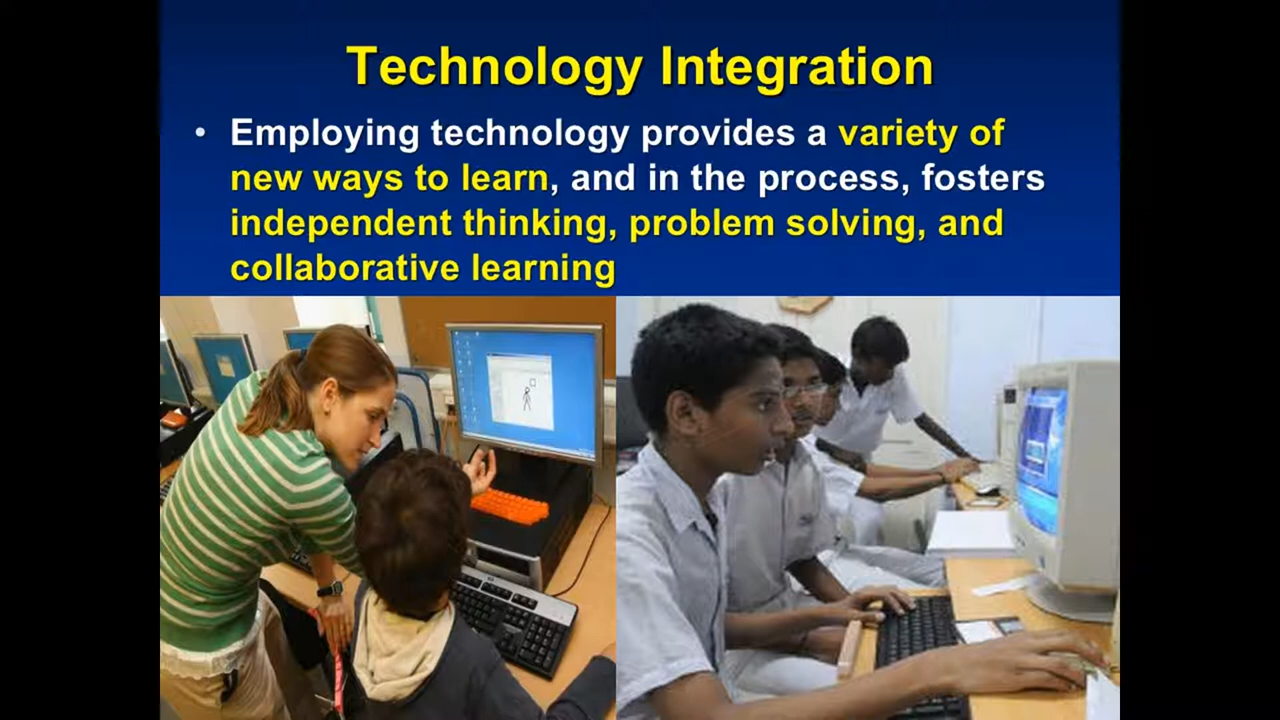 Technology Integration
• Employing technology provides a variety of
new ways to learn, and in the process, fosters
independent thinking, problem solving, and
collaborative learning